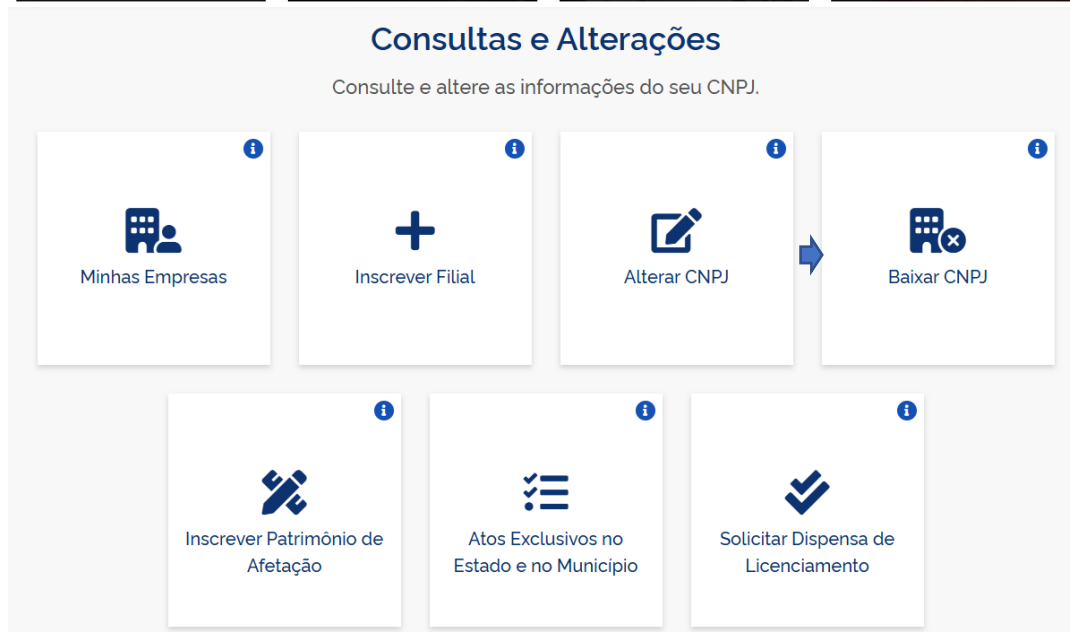 Consultas e Alterações
Consulte e altere as informações do seu CNPJ.
Minhas Empresas
Inscrever Filial
Alterar CNPJ
Baixar CNPJ
Inscrever Patrimônio de
Afetação
Atos Exclusivos no
Estado e no Município
Solicitar Dispensa de
Licenciamento